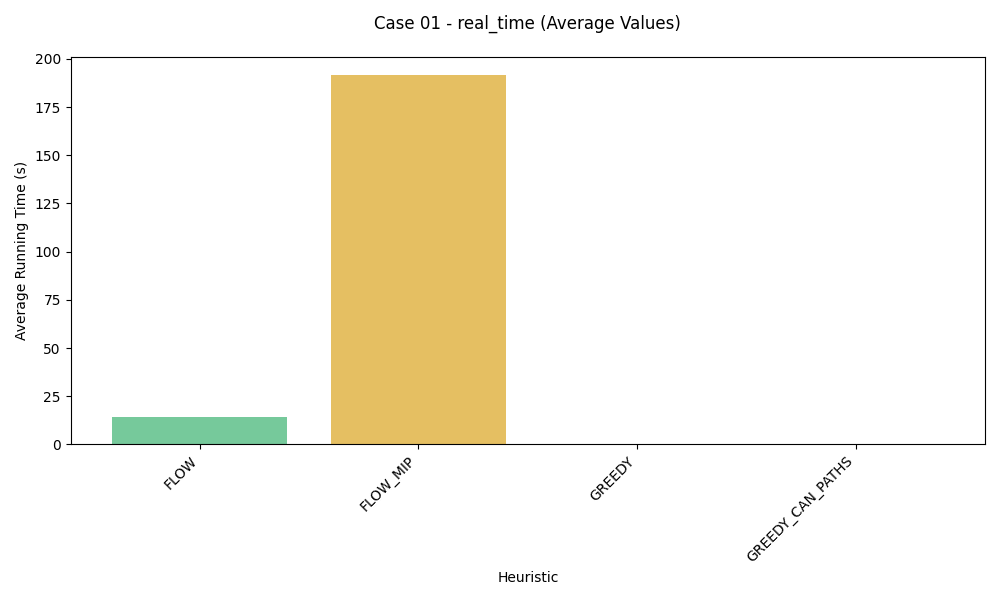 Case 01 - real_time (Average Values)
Average Running Time (s)
200
175
150
125
100
75
50
25
0
FLOW
FLOW_MIP
GREEDY
GREEDY_CAN_PATHS
Heuristic